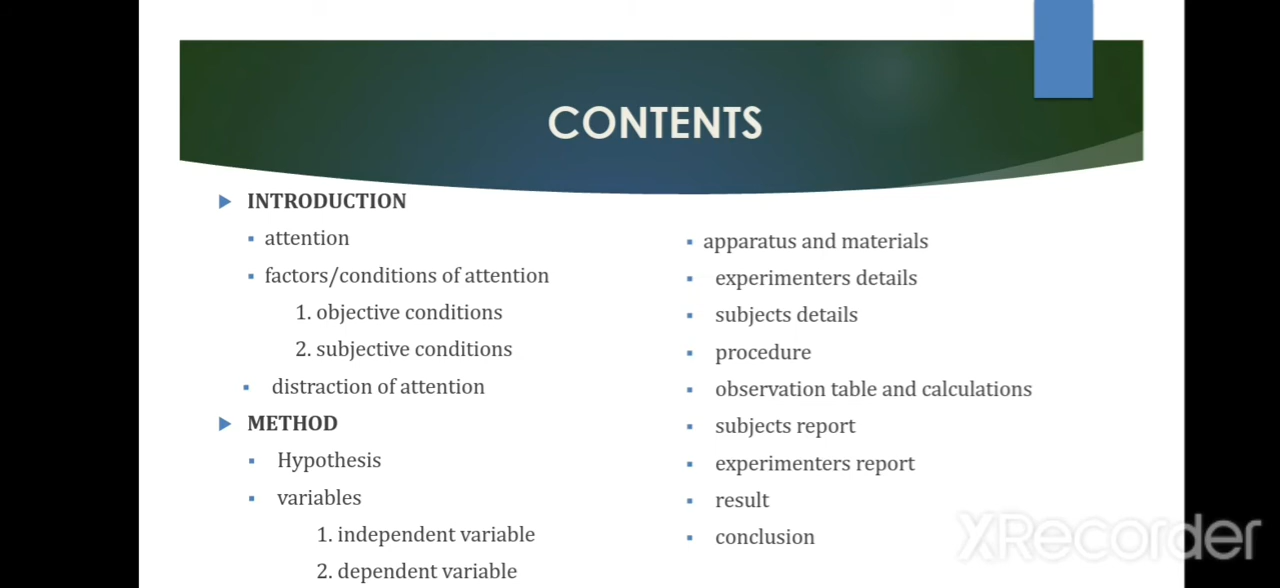 CONTENTS
INTRODUCTION
attention
factors/conditions of attention
1. objective conditions
2. subjective conditions
distraction of attention
METHOD
Hypothesis
variables
1. independent variable
2. dependent variable
apparatus and materials
experimenters details
subjects details
procedure
observation table and calculations
subjects report
experimenters report
result
conclusion
XRecorder